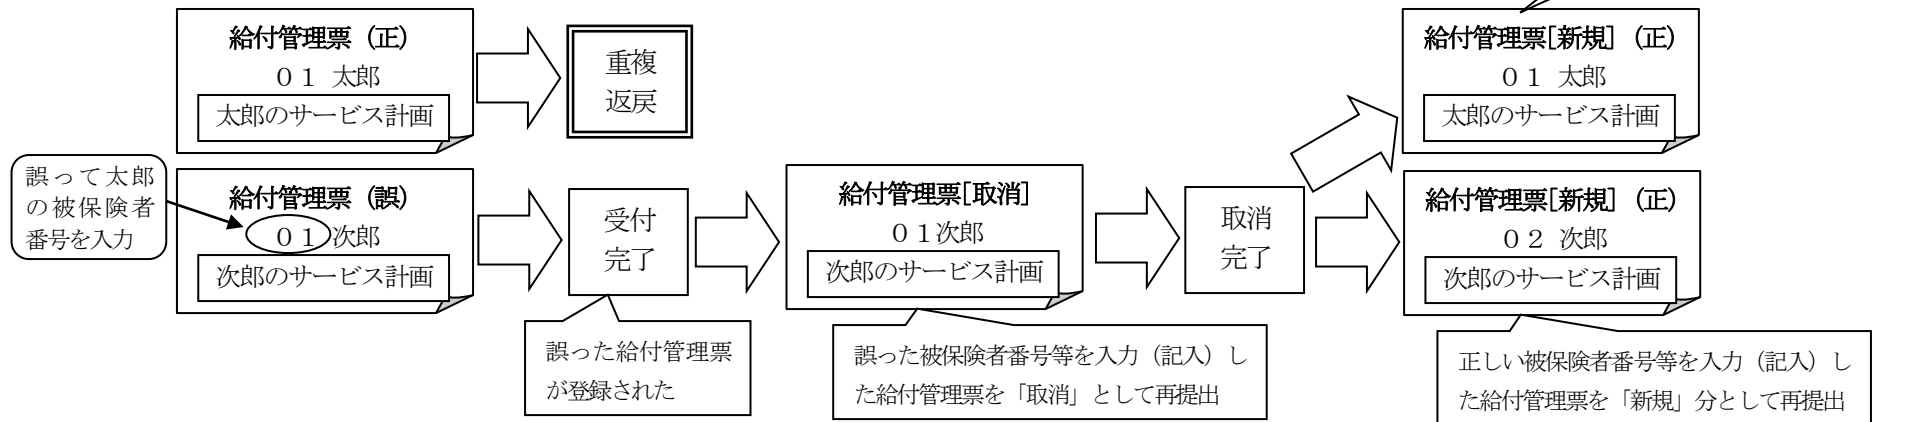 給付管理票（正）
０１ 太郎
太郎のサービス計画
重複
返戻
給付管理票[新規]（正）
０１ 太郎
太郎のサービス計画
誤って太郎
の被保険者
番号を入力
給付管理票（誤）
０１次郎
次郎のサービス計画
受付
完了
給付管理票[取消]
０１次郎
次郎のサービス計画
取消
完了
給付管理票[新規]（正）
０２ 次郎
次郎のサービス計画
誤った給付管理票
が登録された
誤った被保険者番号等を入力（記入）し
た給付管理票を「取消」として再提出
正しい被保険者番号等を入力（記入）し
た給付管理票を「新規」分として再提出